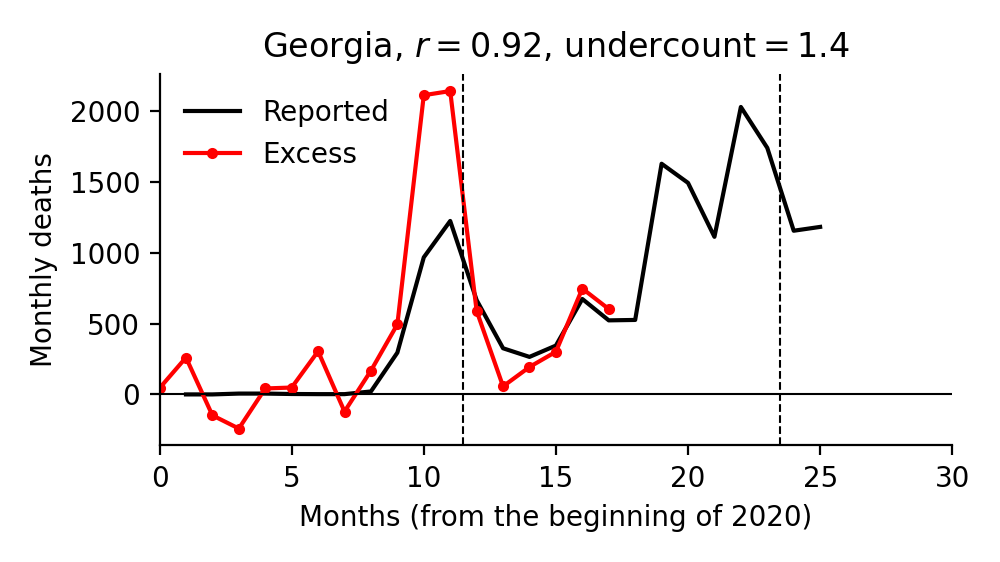 Georgia, r = 0.92, undercount = 1.4
Reported
Excess
Monthly deaths
2000
1500
1000
500
0
0 5 10 15 20 25 30
Months (from the beginning of 2020)